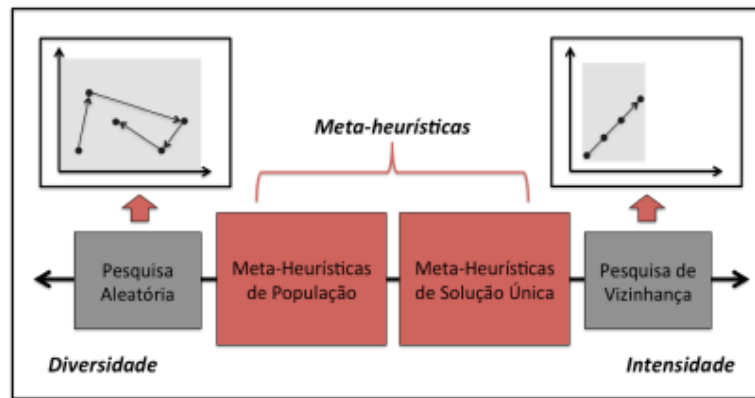 Meta-heurísticas
Pesquisa
Aleatória
Meta-Heurísticas
de População
Meta-Heurísticas
de Solução Única
Pesquisa de
Vizinhança
Diversidade
Intensidade